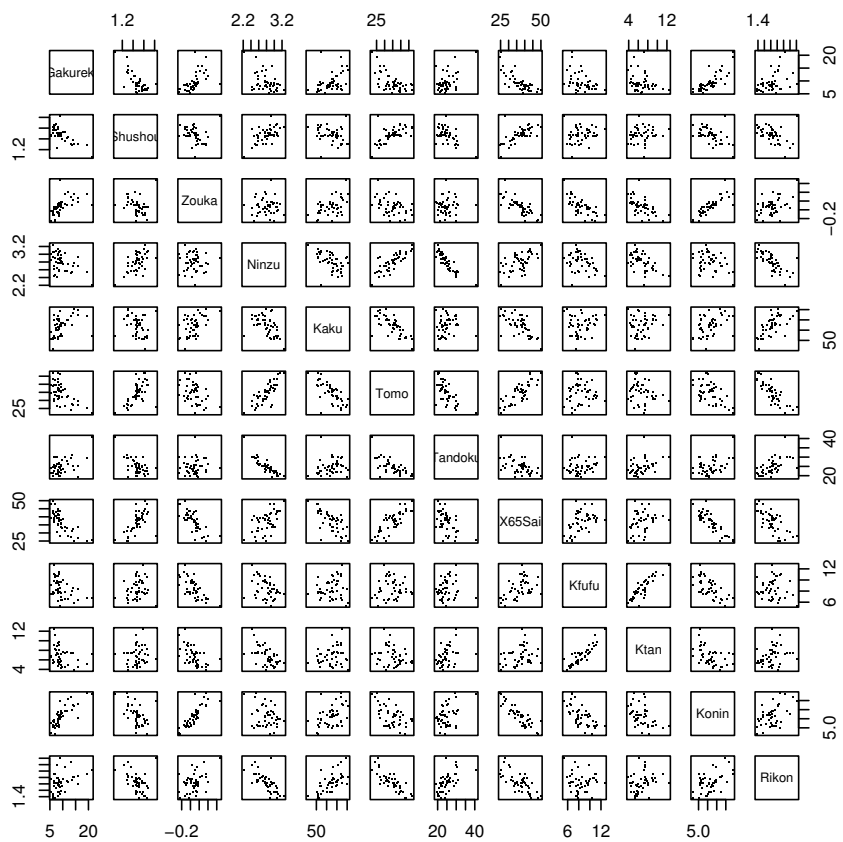 1.2 2.2 3.2 25 25 50 4 12 1.4
Gakurek 5 20
1.2 Shushou
Zouka −0.2
2.2 3.2 Ninzu
Kaku 50
25 Tomo
Tandoku 20 40
25 50 X65Sai
Kfufu 6 12
4 12 Ktan
Konin 5.0
1.4 Rikon
5 20 −0.2 50 20 40 6 12 5.0